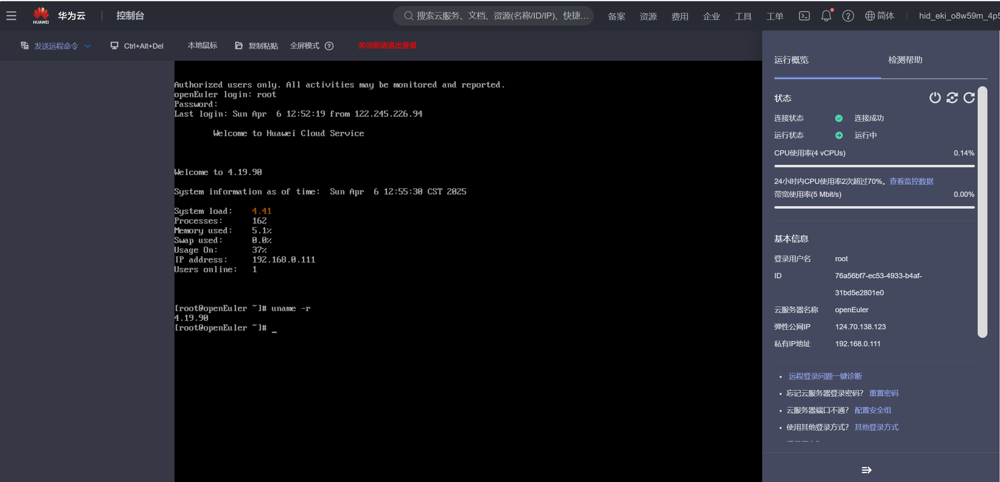 HUAWEI
华为云
控制台
搜索云服务、文档、资源(名称/ID/IP)、快捷...
备案
资源
费用
企业
工具
工单
简体
hid_eki_o8w59m_4p5
发送远程命令
Ctrl+Alt+Del
本地鼠标
复制粘贴
全屏模式
关闭前请退出登录
Authorized users only. All activities may be monitored and reported.
openEuler login: root
Password:
Last login: Sun Apr  6 12:52:19 from 122.245.226.94
Welcome to Huawei Cloud Service
Welcome to 4.19.90
System information as of time:  Sun Apr  6 12:55:30 CST 2025
System load:    4.41
Processes:      162
Memory used:    5.1%
Swap used:      0.0%
Usage On:       37%
IP address:     192.168.0.111
Users online:   1
[root@openEuler ~]# uname -r
4.19.90
[root@openEuler ~]# _
运行概览
检测帮助
状态
连接状态 连接成功
运行状态 运行中
CPU使用率(4 vCPUs) 0.14%
24小时内CPU使用率2次超过70%。查看监控数据
带宽使用率(5 Mbit/s) 0.00%
基本信息
登录用户名 root
ID 76a56bf7-ec53-4933-b4af-
31bd5e2801e0
云服务器名称 openEuler
弹性公网IP 124.70.138.123
私有IP地址 192.168.0.111
• 远程登录问题一键诊断
• 忘记云服务器登录密码？ 重置密码
• 云服务器端口不通？ 配置安全组
• 使用其他登录方式？ 其他登录方式